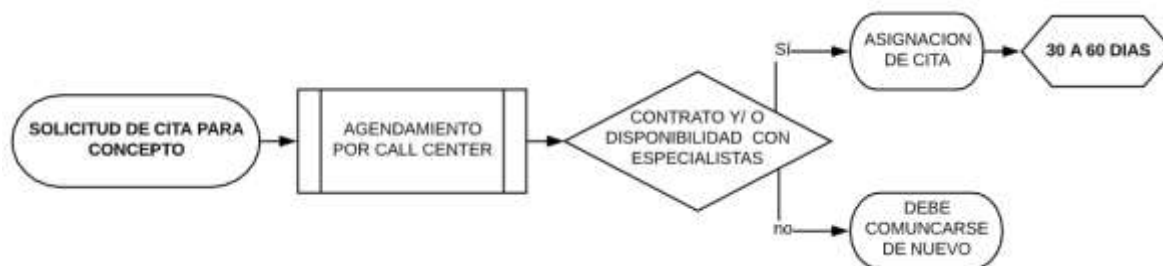 SOLICITUD DE CITA PARA
CONCEPTO
AGENDAMIENTO
POR CALL CENTER
CONTRATO Y/ O
DISPONIBILIDAD CON
ESPECIALISTAS
Sí
ASIGNACION
DE CITA
30 A 60 DIAS
no
DEBE
COMUNCARSE
DE NUEVO